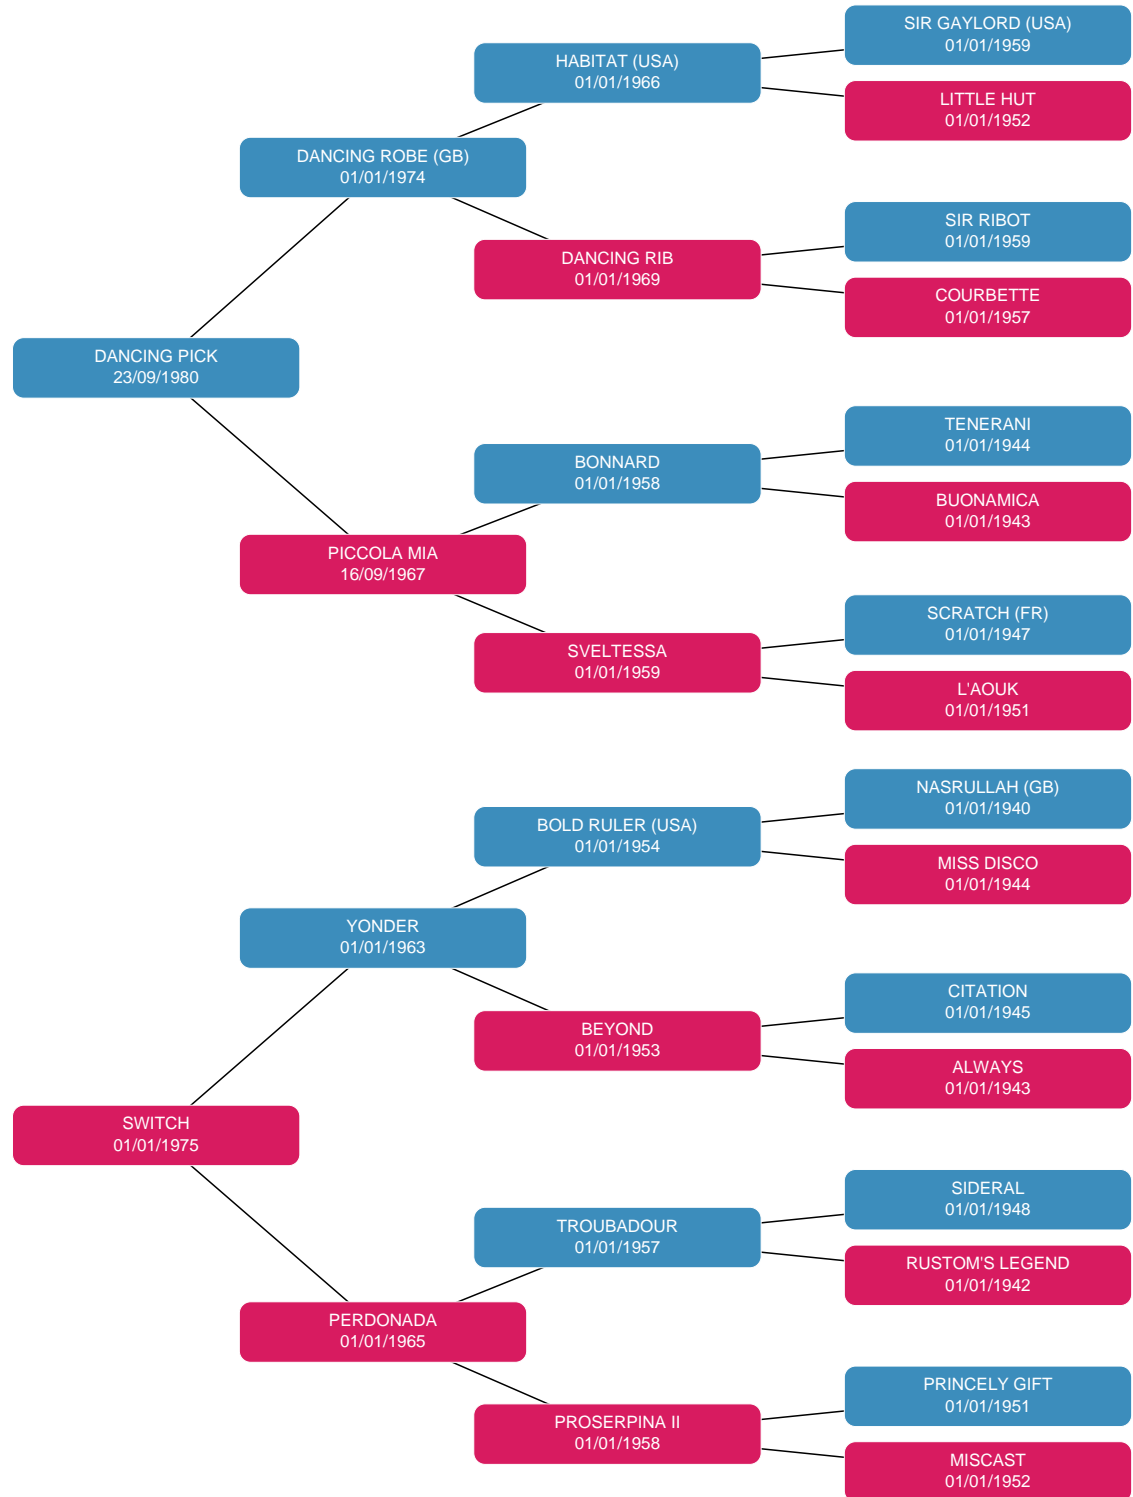 SIR GAYLORD (USA)
01/01/1959
HABITAT (USA)
01/01/1966
LITTLE HUT
01/01/1952
DANCING ROBE (GB)
01/01/1974
SIR RIBOT
01/01/1959
DANCING RIB
01/01/1969
COURBETTE
01/01/1957
DANCING PICK
23/09/1980
TENERANI
01/01/1944
BONNARD
01/01/1958
BUONAMICA
01/01/1943
PICCOLA MIA
16/09/1967
SCRATCH (FR)
01/01/1947
SVELTESSA
01/01/1959
L'AOUK
01/01/1951
NASRULLAH (GB)
01/01/1940
BOLD RULER (USA)
01/01/1954
MISS DISCO
01/01/1944
YONDER
01/01/1963
CITATION
01/01/1945
BEYOND
01/01/1953
ALWAYS
01/01/1943
SWITCH
01/01/1975
SIDERAL
01/01/1948
TROUBADOUR
01/01/1957
RUSTOM'S LEGEND
01/01/1942
PERDONADA
01/01/1965
PRINCELY GIFT
01/01/1951
PROSERPINA II
01/01/1958
MISCAST
01/01/1952